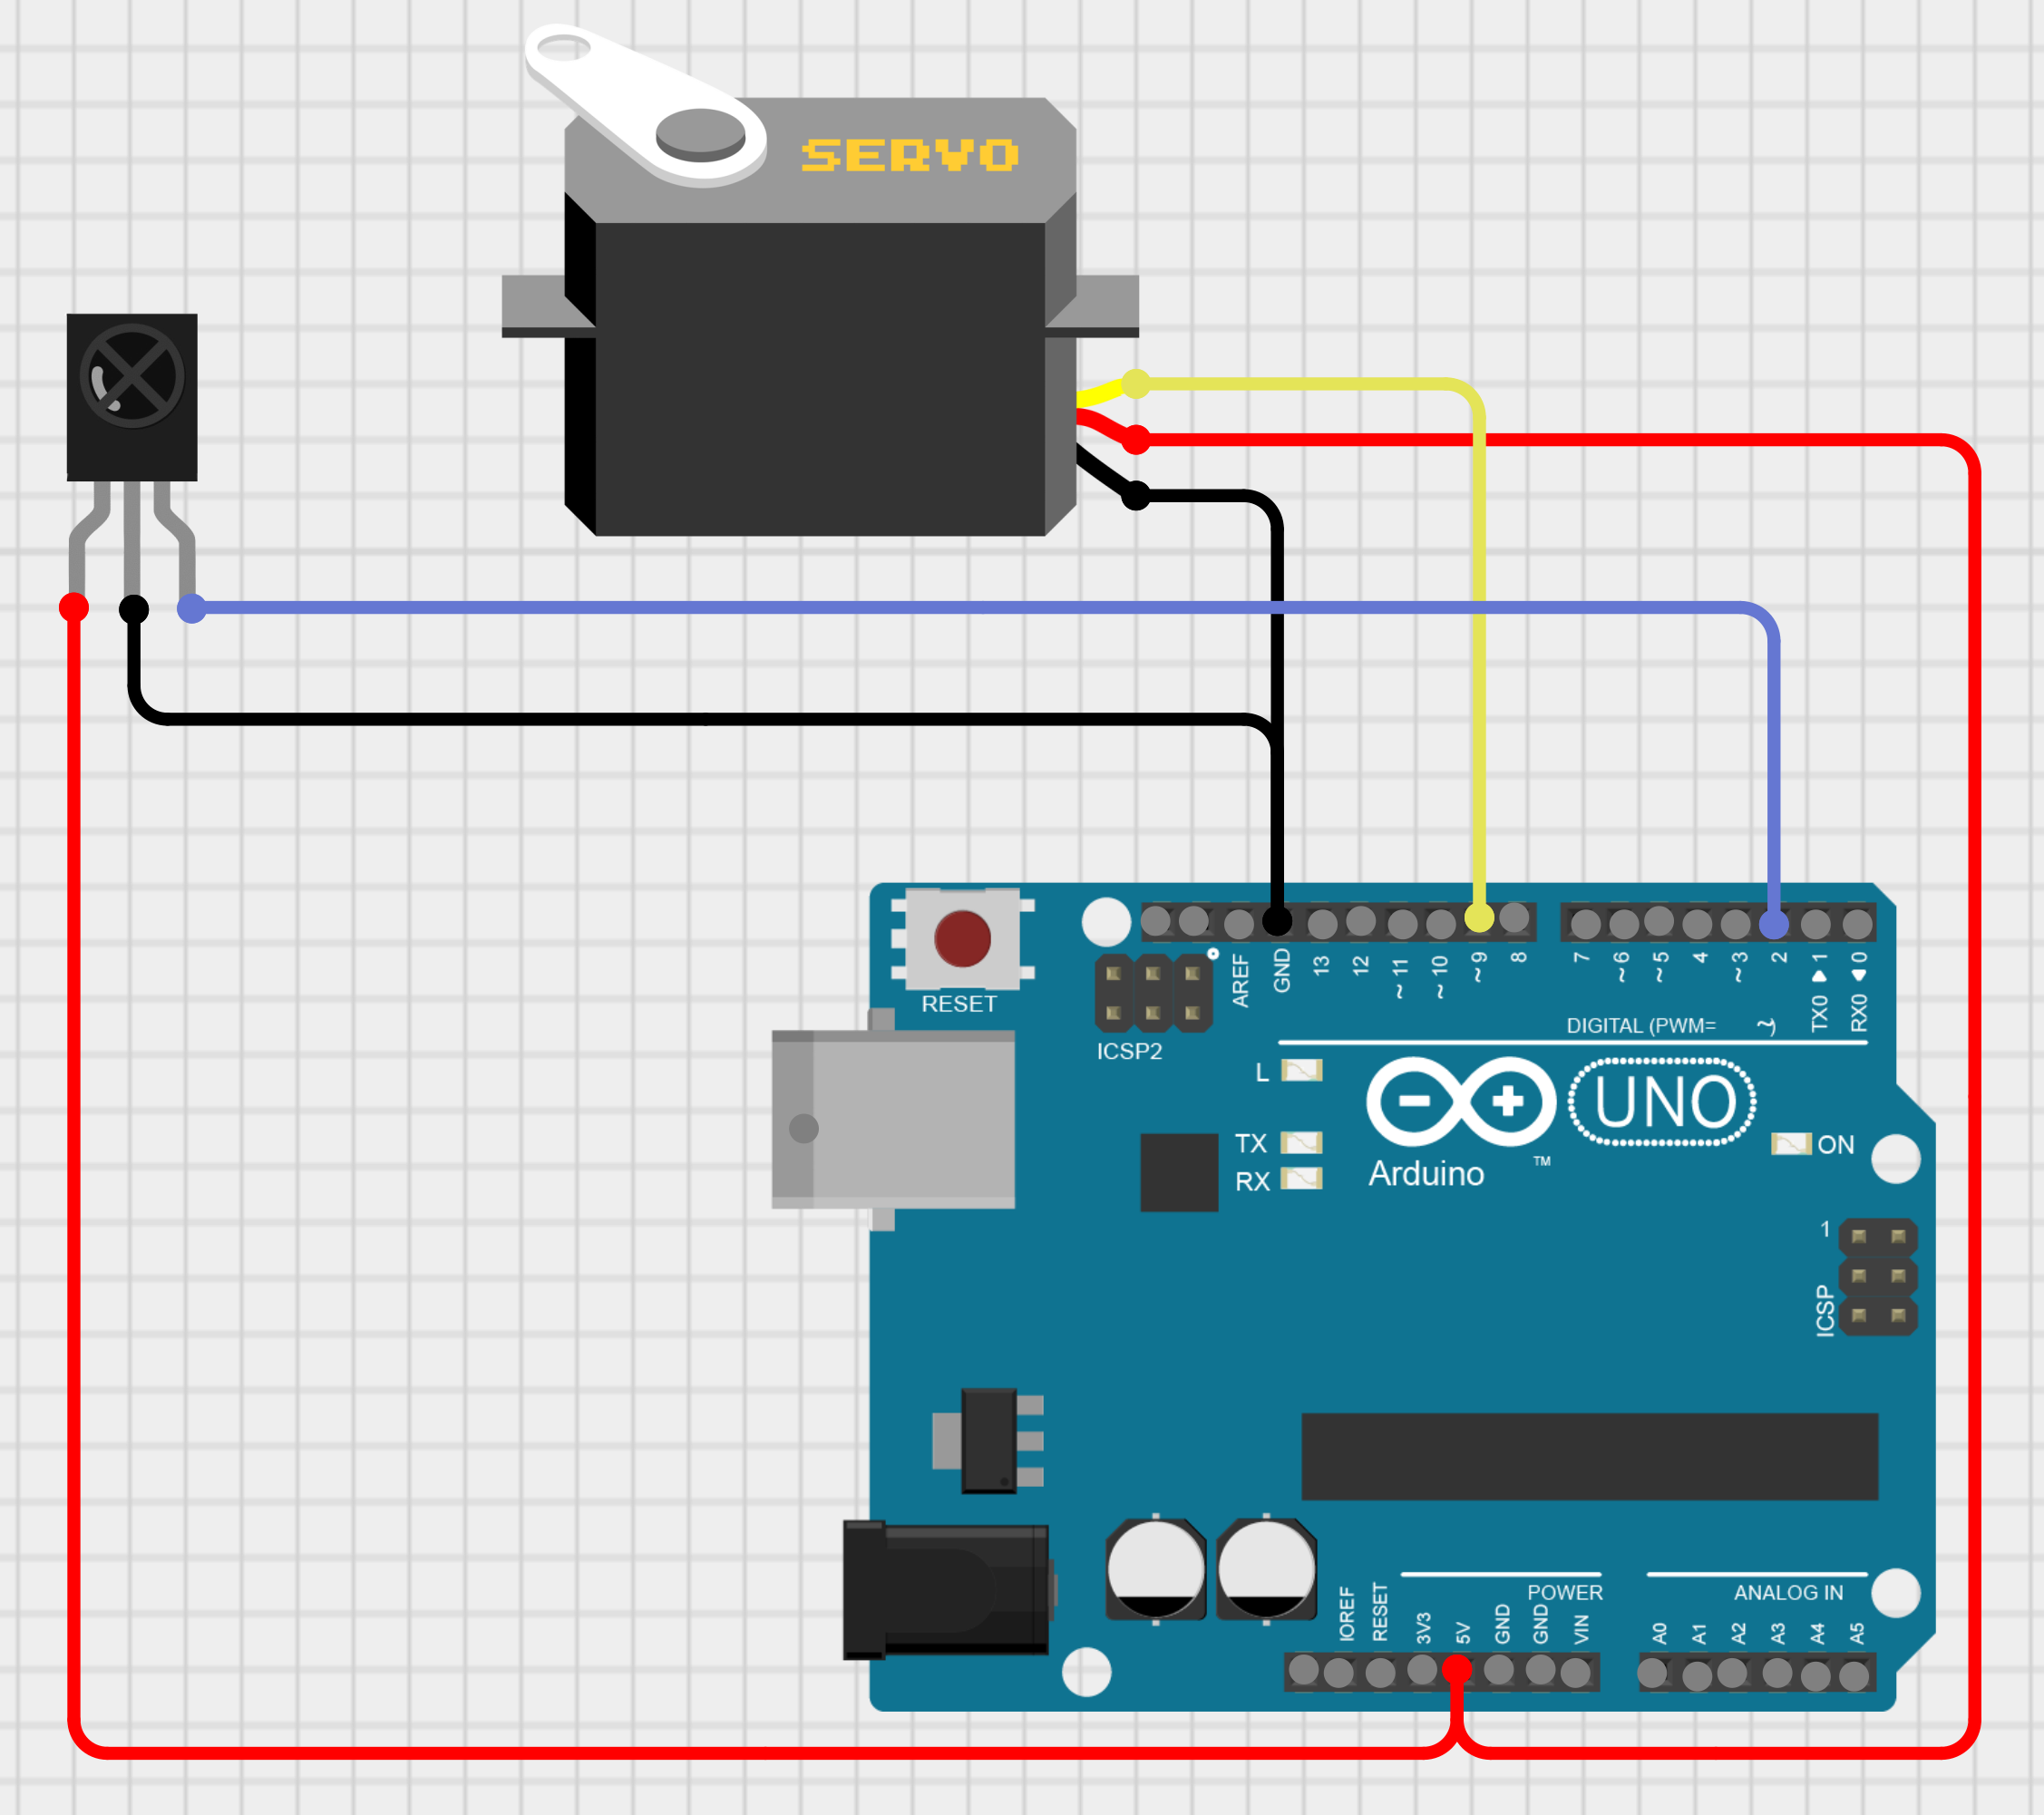 SERVO
RESET
ICSP2
AREF
GND
13
12
~11
~10
~9
8
7
~6
~5
4
~3
2
TX0▶1
RX0◀0
DIGITAL (PWM= ~)
L
TX
RX
UNO
Arduino
TM
ON
1
ICSP
IOREF
RESET
3V3
5V
GND
GND
VIN
POWER
ANALOG IN
A0
A1
A2
A3
A4
A5